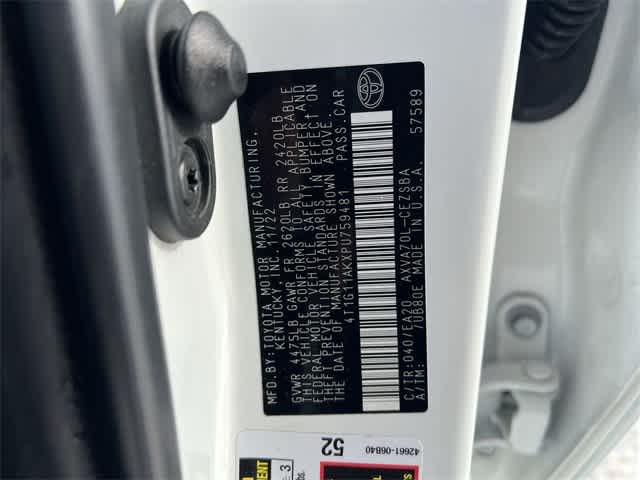 MFD.BY:TOYOTA MOTOR MANUFACTURING,
KENTUCKY,INC. 11/22
GVWR 4475LB GAWR FR 2620LB RR 2420LB
THIS VEHICLE CONFORMS TO ALL APPLICABLE
FEDERAL MOTOR VEHICLE SAFETY, BUMPER, AND
THEFT PREVENTION STANDARDS IN EFFECT ON
THE DATE OF MANUFACTURE SHOWN ABOVE.
4T1G11AKXPU759481 PASS.CAR
C/TR:040/EA20 AXVA70L-CEZSBA
A/TM: /UB80E MADE IN U.S.A. 57589
52
42661-06B40